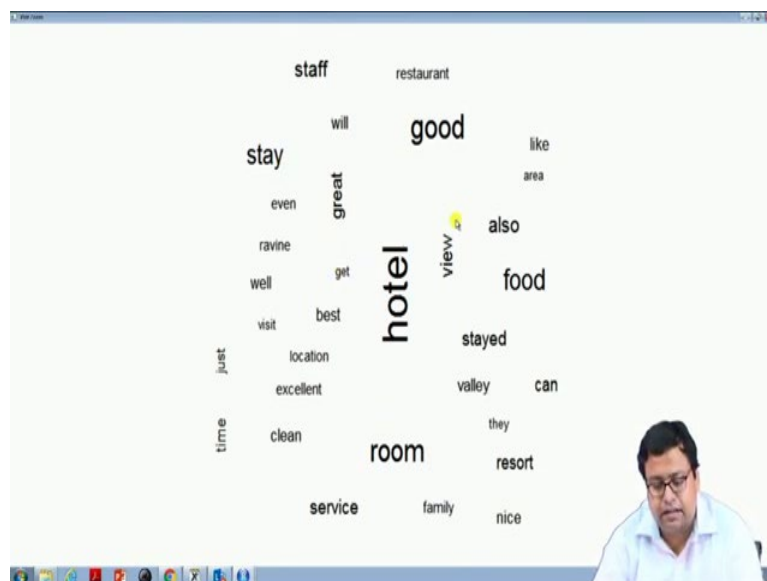 staff
restaurant
will
good
like
stay
area
great
even
also
view
ravine
get
well
hotel
food
best
visit
stayed
just
location
valley
can
excellent
they
time
clean
room
resort
service
family
nice